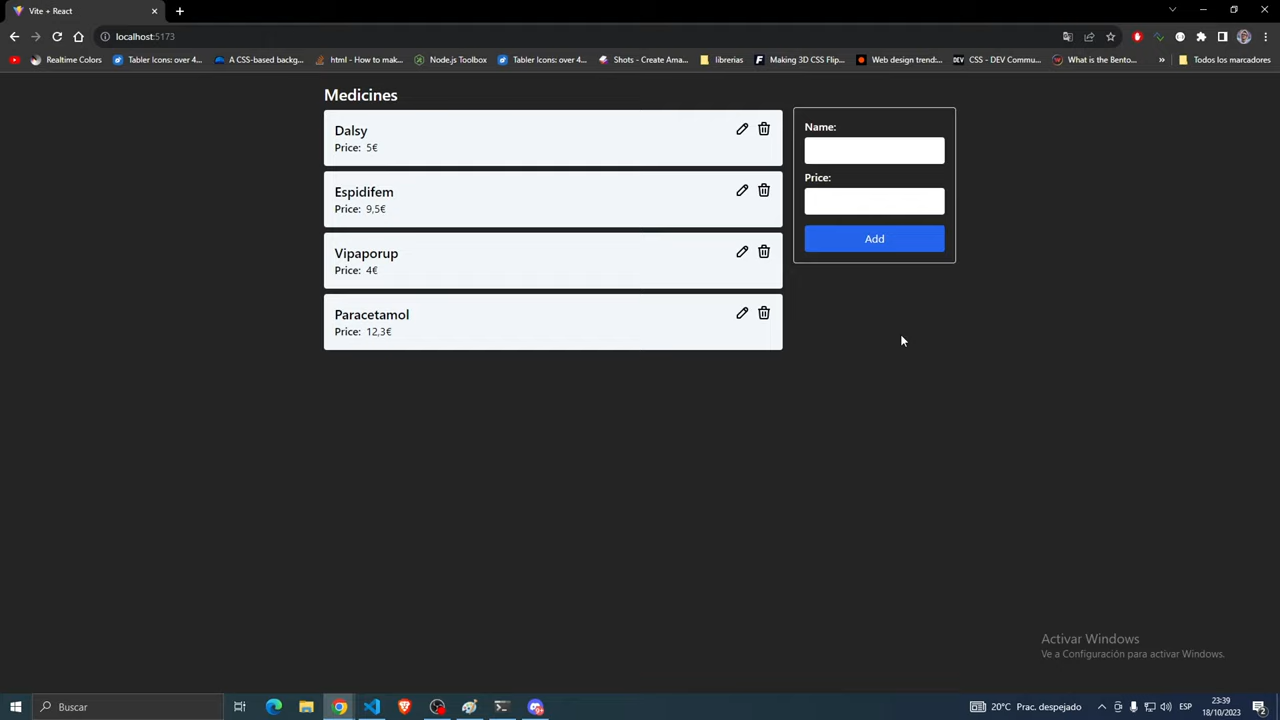 Vite + React
localhost:5173
Realtime Colors
Tabler Icons: over 4...
A CSS-based backg...
html - How to mak...
Node.js Toolbox
Tabler Icons: over 4...
Shots - Create Ama...
librerias
Making 3D CSS Flip...
Web design trend:...
DEV
CSS - DEV Commu...
What is the Bento...
»
Todos los marcadores
Medicines
Dalsy
Price: 5€
Espidifem
Price: 9,5€
Vipaporup
Price: 4€
Paracetamol
Price: 12,3€
Name:
Price:
Add
Activar Windows
Ve a Configuración para activar Windows.
Buscar
20°C Prac. despejado
ESP
23:39
18/10/2023
2